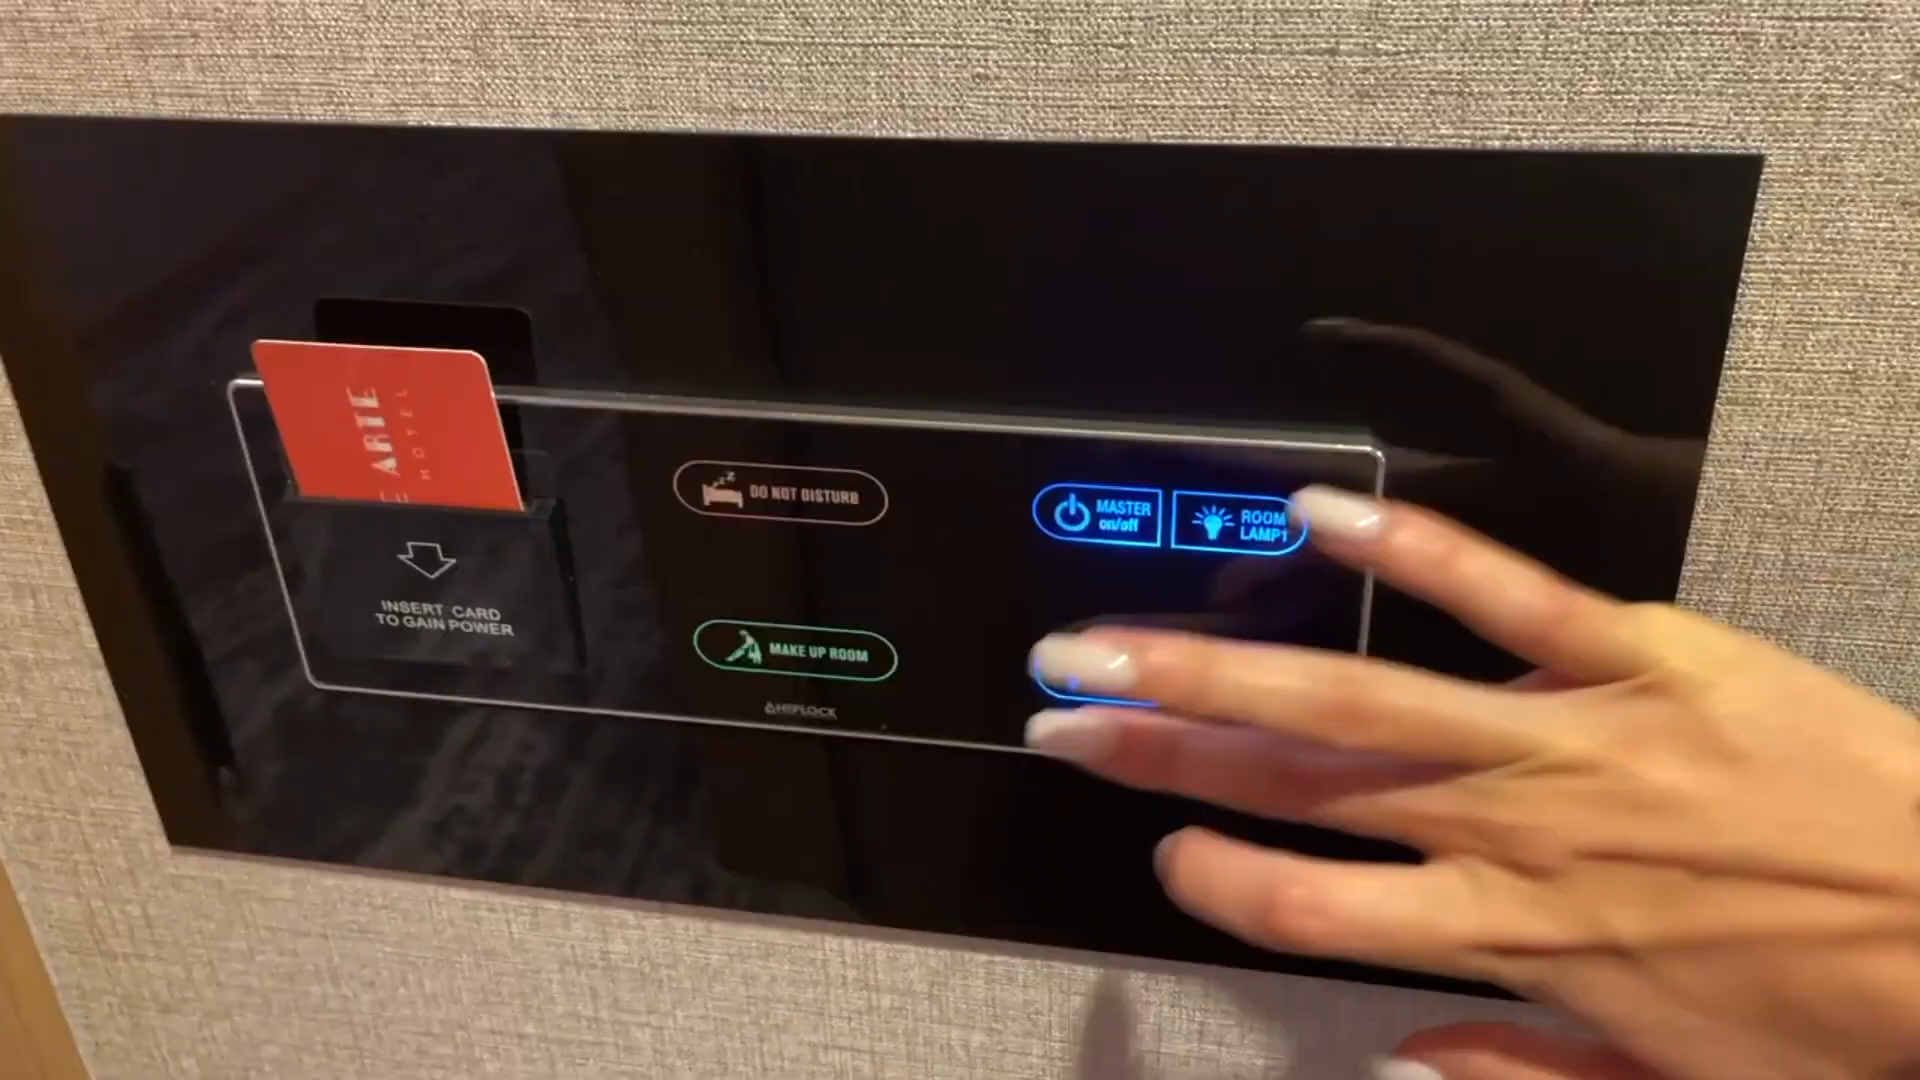 ARTE
HOTEL
INSERT CARD
TO GAIN POWER
DO NOT DISTURB
MAKE UP ROOM
MASTER
on/off
ROOM
LAMP1